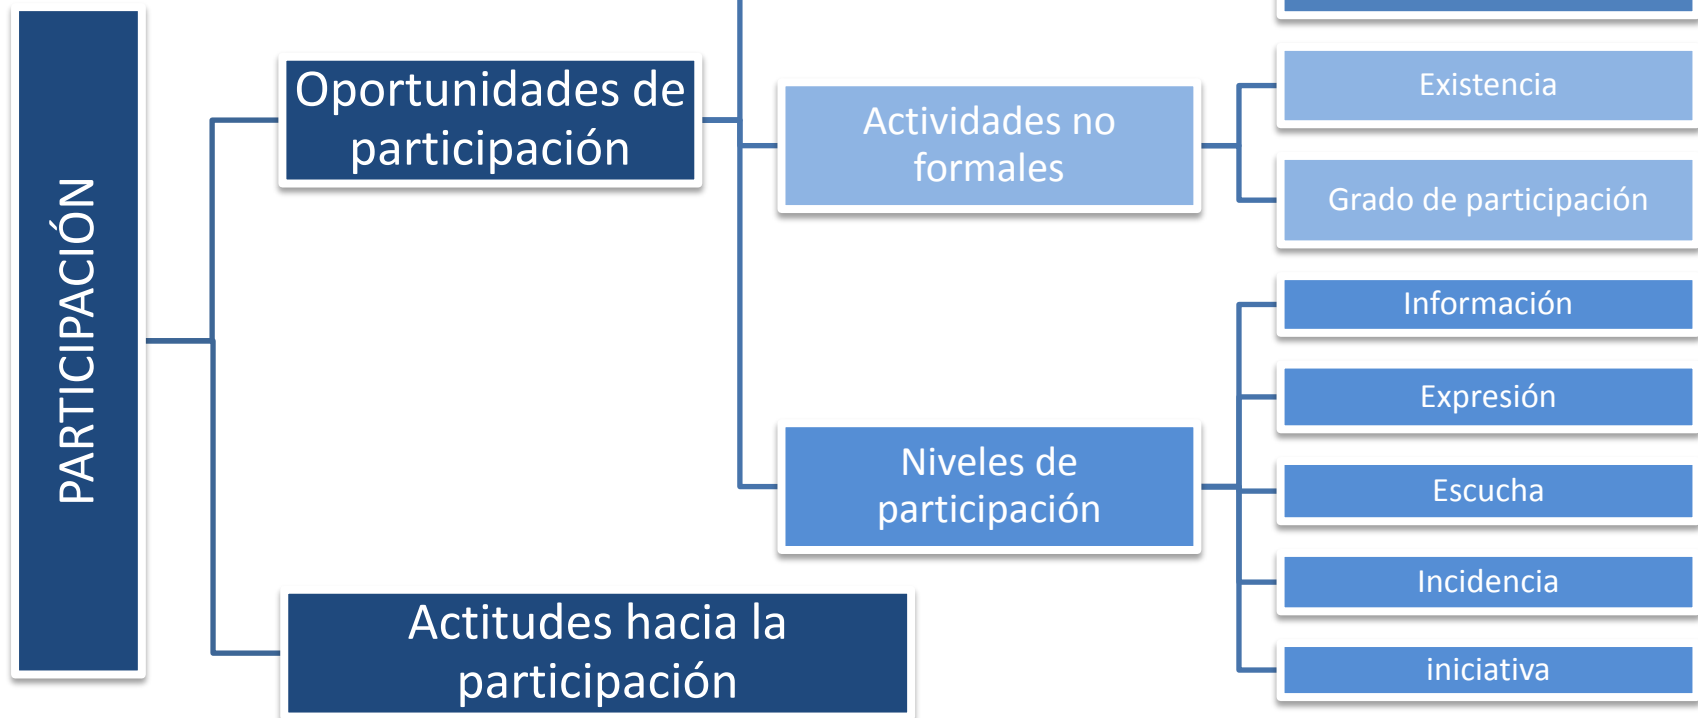 PARTICIPACIÓN
Oportunidades de
participación
Actividades no
formales
Existencia
Grado de participación
Niveles de
participación
Información
Expresión
Escucha
Incidencia
iniciativa
Actitudes hacia la
participación